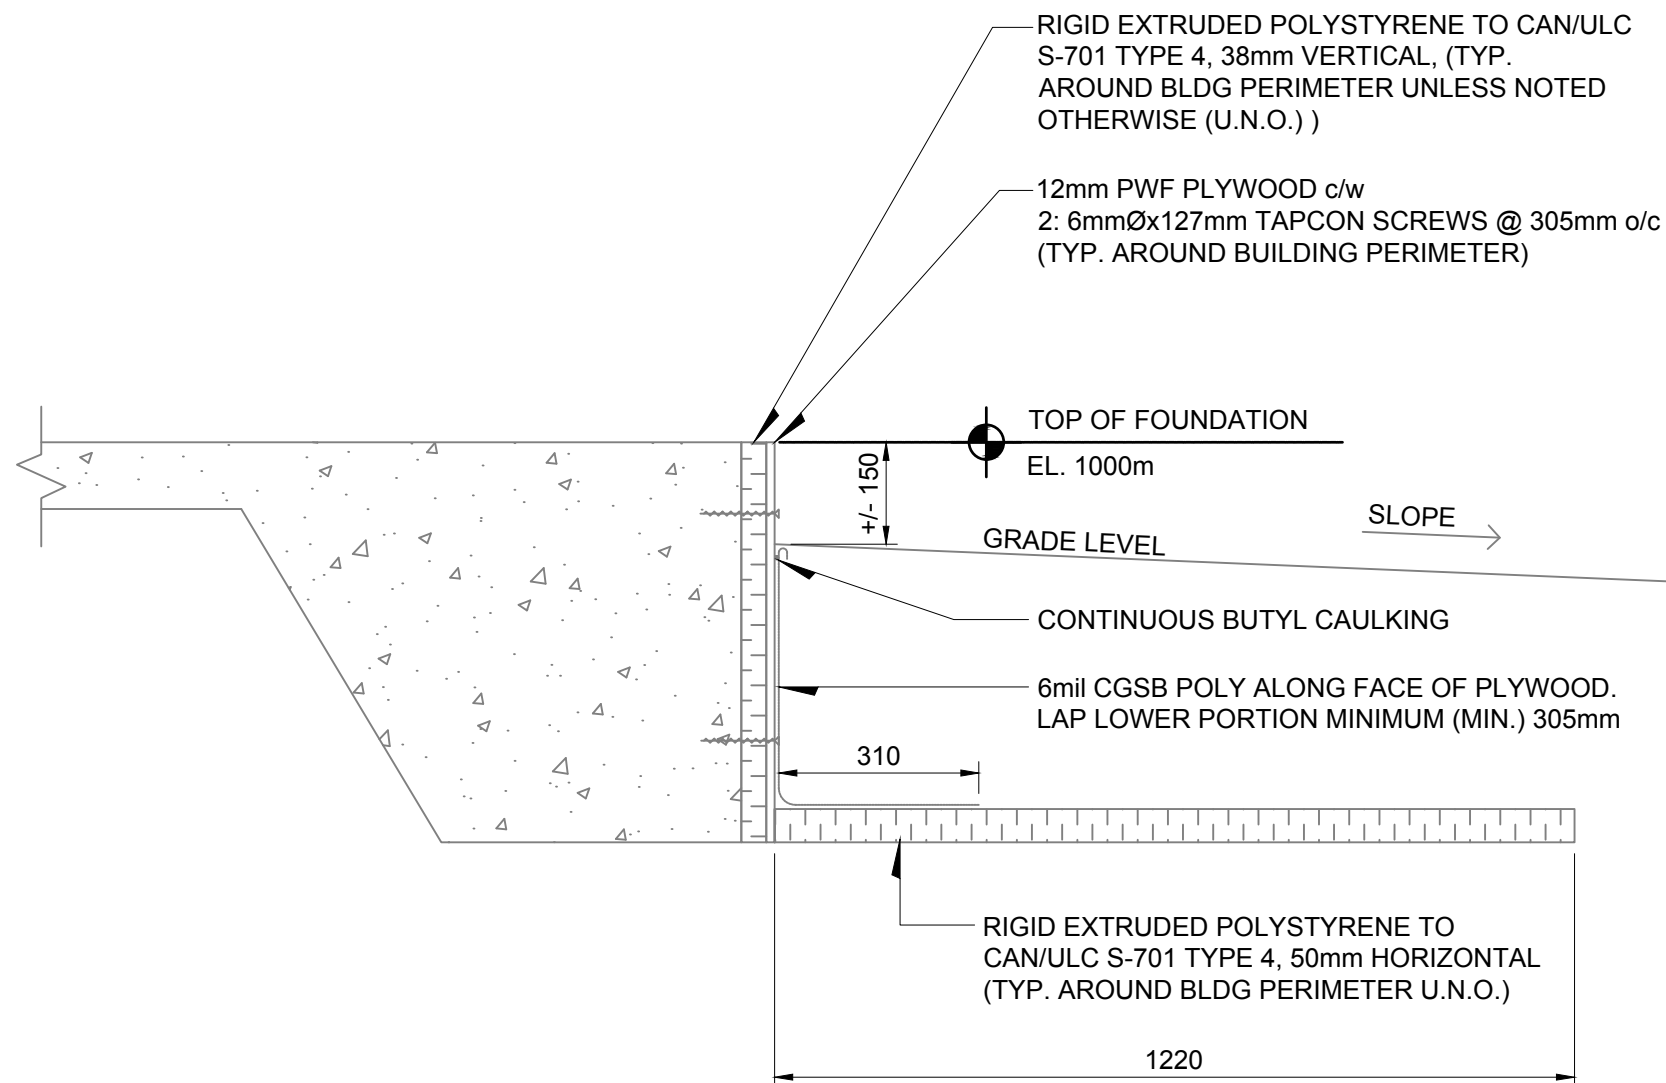 RIGID EXTRUDED POLYSTYRENE TO CAN/ULC
S-701 TYPE 4, 38mm VERTICAL, (TYP.
AROUND BLDG PERIMETER UNLESS NOTED
OTHERWISE (U.N.O.) )
12mm PWF PLYWOOD c/w
2: 6mmØx127mm TAPCON SCREWS @ 305mm o/c
(TYP. AROUND BUILDING PERIMETER)
TOP OF FOUNDATION
EL. 1000m
+/- 150
SLOPE
GRADE LEVEL
CONTINUOUS BUTYL CAULKING
6mil CGSB POLY ALONG FACE OF PLYWOOD.
LAP LOWER PORTION MINIMUM (MIN.) 305mm
310
RIGID EXTRUDED POLYSTYRENE TO
CAN/ULC S-701 TYPE 4, 50mm HORIZONTAL
(TYP. AROUND BLDG PERIMETER U.N.O.)
1220